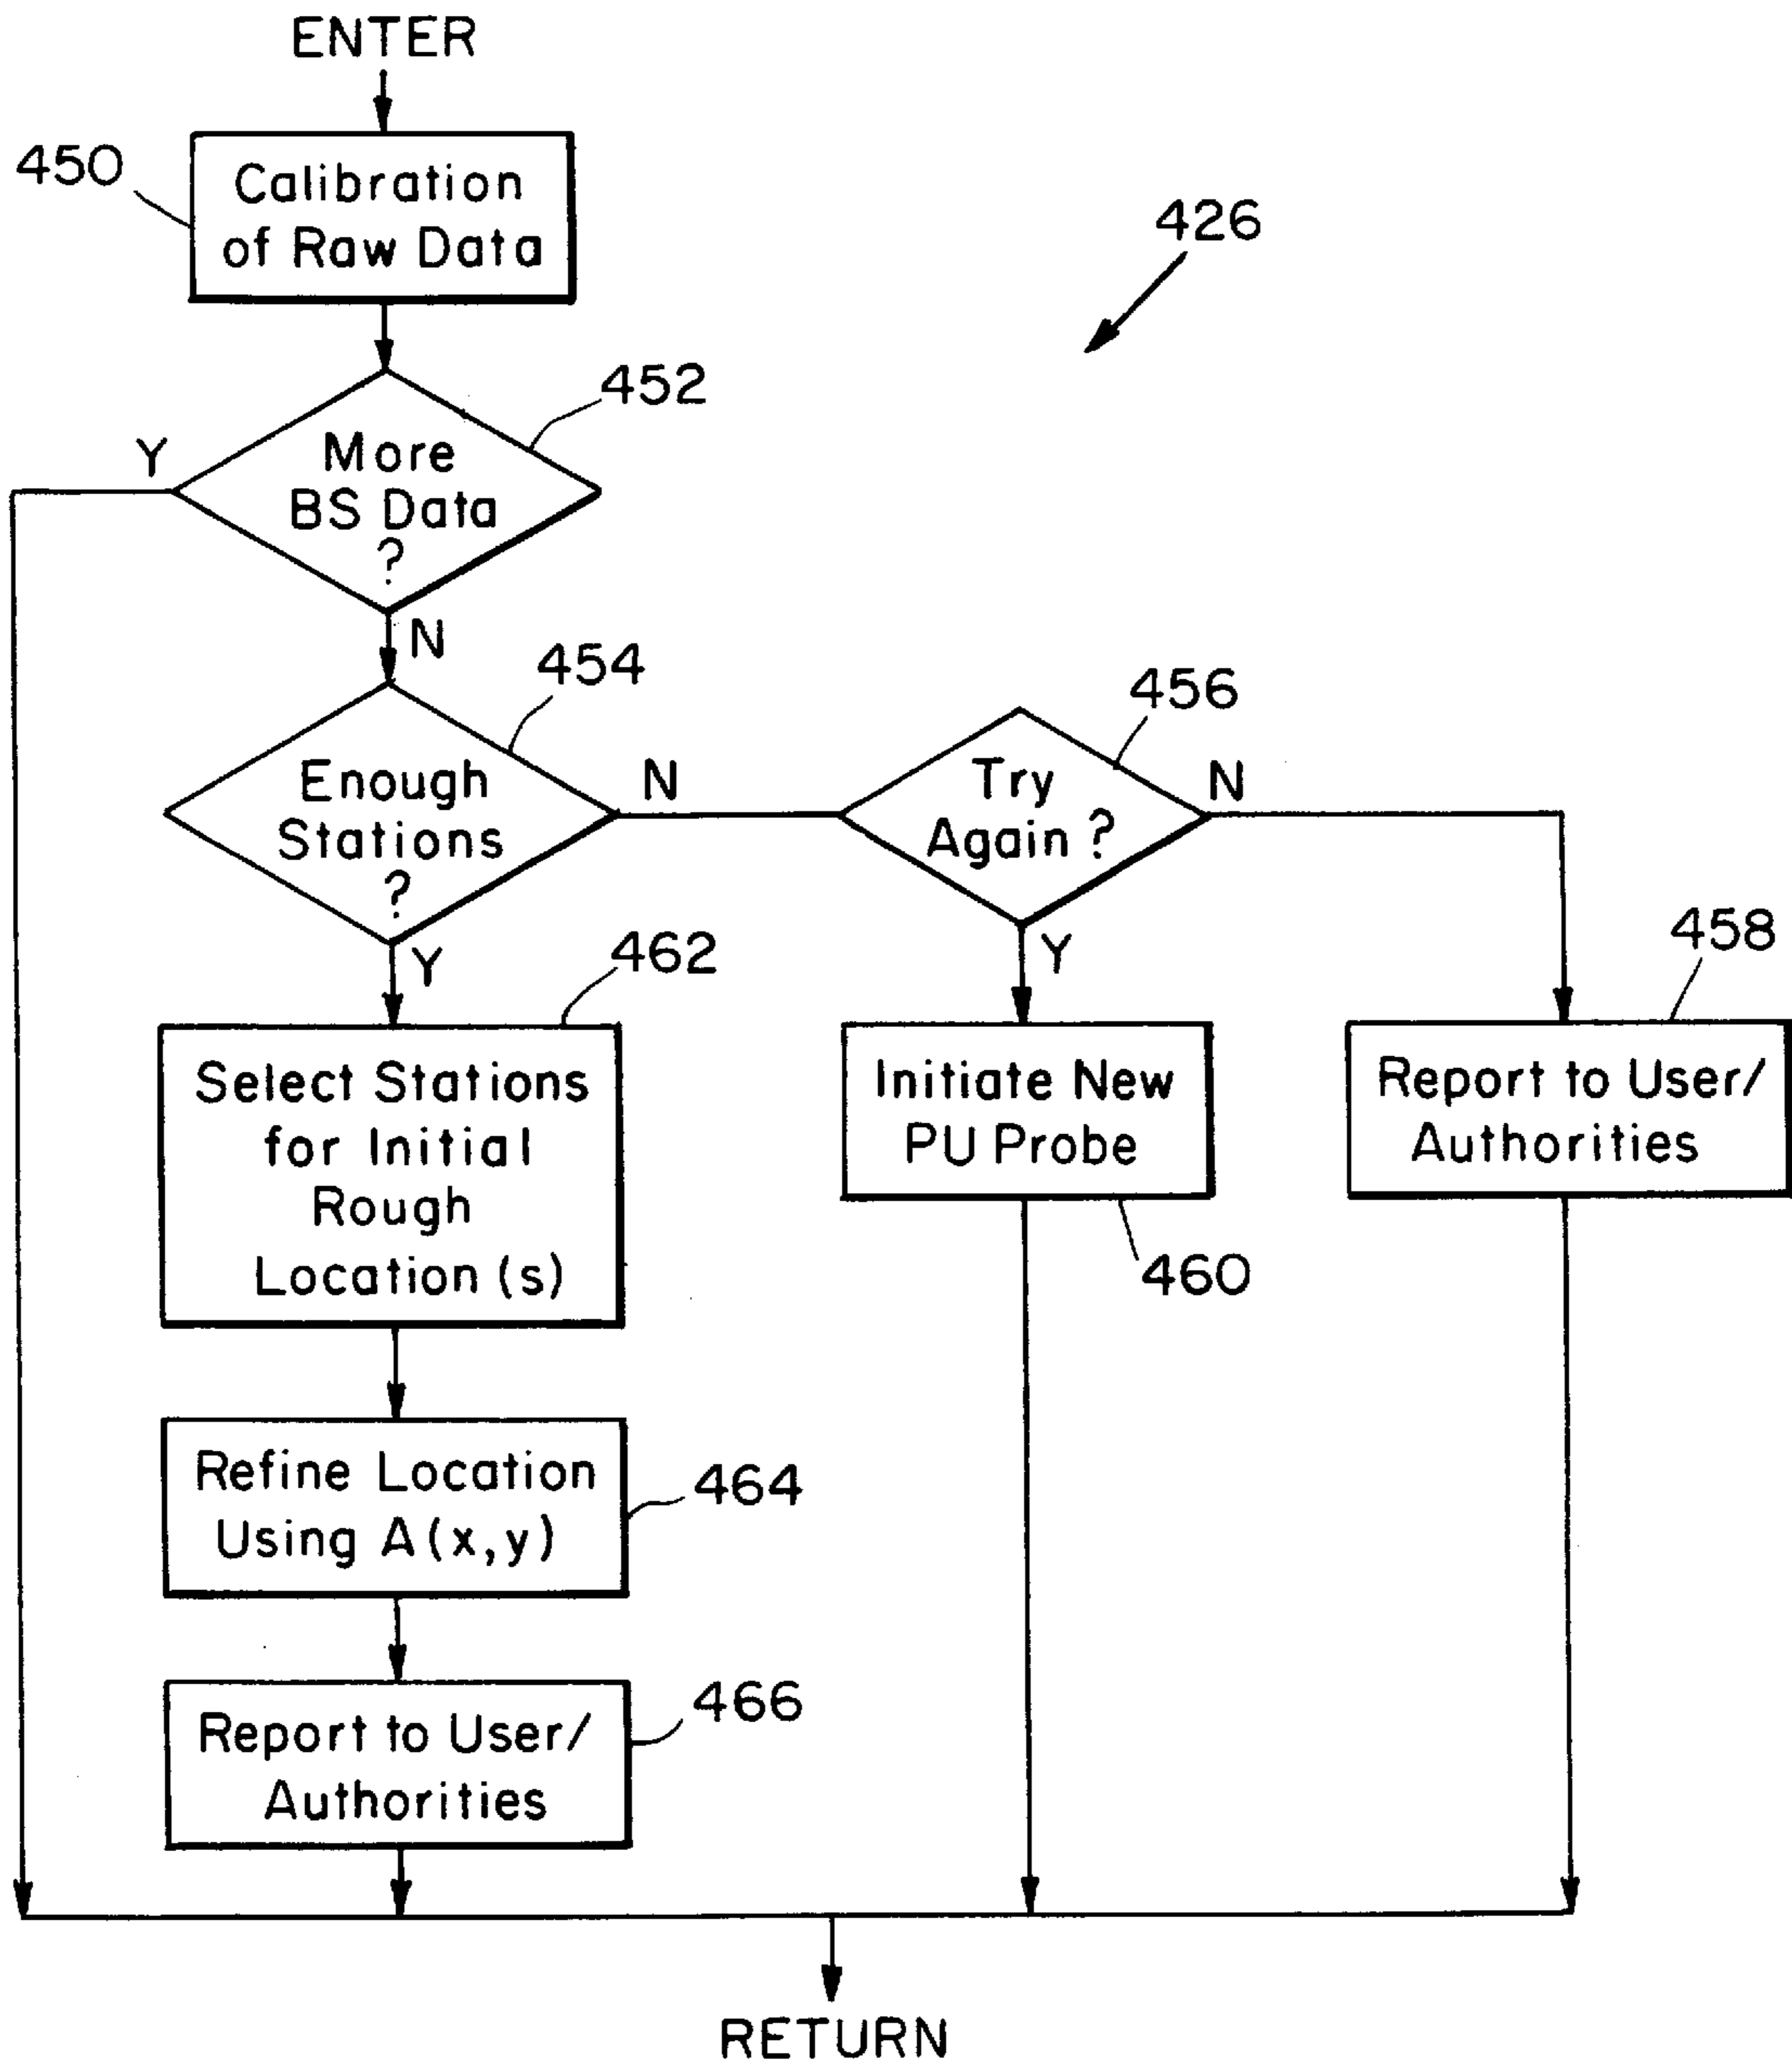 ENTER
450
Calibration
of Raw Data
426
452
Y
More
BS Data
?
N
454
456
Enough
Stations
?
N
Try
Again ?
N
Y
462
Y
458
Select Stations
for Initial
Rough
Location (s)
Initiate New
PU Probe
460
Report to User/
Authorities
Refine Location
Using A(x,y)
464
Report to User/
Authorities
466
RETURN